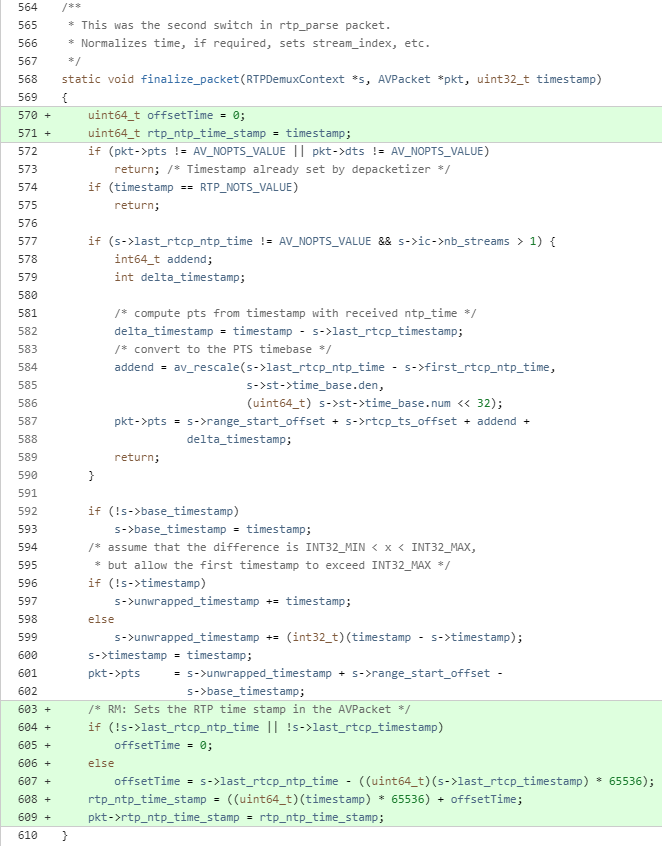 564 /**
565 * This was the second switch in rtp_parse packet.
566 * Normalizes time, if required, sets stream_index, etc.
567 */
568 static void finalize_packet(RTPDemuxContext *s, AVPacket *pkt, uint32_t timestamp)
569 {
570 + uint64_t offsetTime = 0;
571 + uint64_t rtp_ntp_time_stamp = timestamp;
572 if (pkt->pts != AV_NOPTS_VALUE || pkt->dts != AV_NOPTS_VALUE)
573 return; /* Timestamp already set by depacketizer */
574 if (timestamp == RTP_NOTS_VALUE)
575 return;
576
577 if (s->last_rtcp_ntp_time != AV_NOPTS_VALUE && s->ic->nb_streams > 1) {
578 int64_t addend;
579 int delta_timestamp;
580
581 /* compute pts from timestamp with received ntp_time */
582 delta_timestamp = timestamp - s->last_rtcp_timestamp;
583 /* convert to the PTS timebase */
584 addend = av_rescale(s->last_rtcp_ntp_time - s->first_rtcp_ntp_time,
585 s->st->time_base.den,
586 (uint64_t) s->st->time_base.num << 32);
587 pkt->pts = s->range_start_offset + s->rtcp_ts_offset + addend +
588 delta_timestamp;
589 return;
590 }
591
592 if (!s->base_timestamp)
593 s->base_timestamp = timestamp;
594 /* assume that the difference is INT32_MIN < x < INT32_MAX,
595 * but allow the first timestamp to exceed INT32_MAX */
596 if (!s->timestamp)
597 s->unwrapped_timestamp += timestamp;
598 else
599 s->unwrapped_timestamp += (int32_t)(timestamp - s->timestamp);
600 s->timestamp = timestamp;
601 pkt->pts = s->unwrapped_timestamp + s->range_start_offset -
602 s->base_timestamp;
603 + /* RM: Sets the RTP time stamp in the AVPacket */
604 + if (!s->last_rtcp_ntp_time || !s->last_rtcp_timestamp)
605 + offsetTime = 0;
606 + else
607 + offsetTime = s->last_rtcp_ntp_time - ((uint64_t)(s->last_rtcp_timestamp) * 65536);
608 + rtp_ntp_time_stamp = ((uint64_t)(timestamp) * 65536) + offsetTime;
609 + pkt->rtp_ntp_time_stamp = rtp_ntp_time_stamp;
610 }